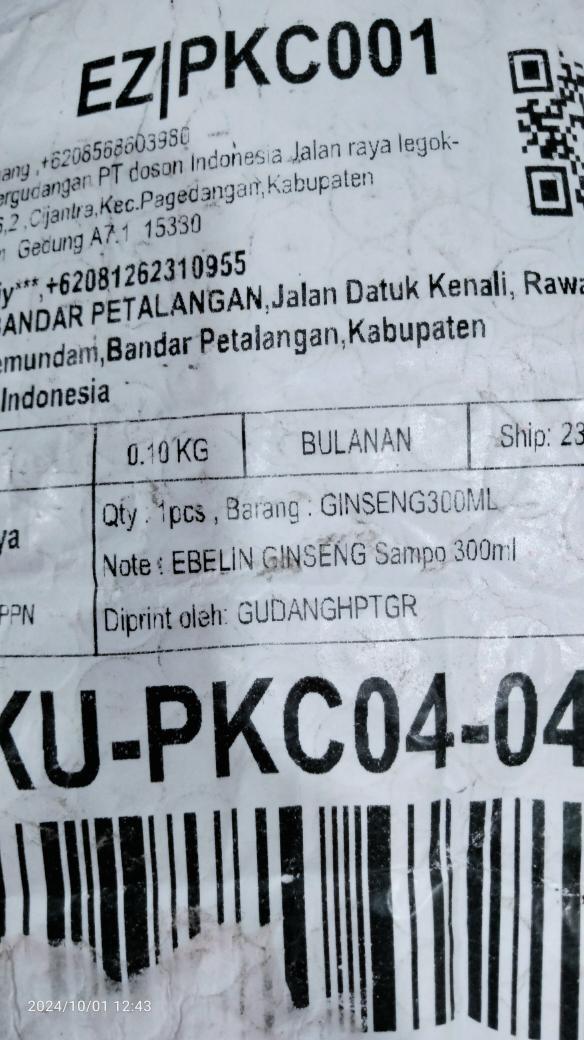 EZ|PKC001
ang ,+6208568603980
ergudangan PT doson Indonesia Jalan raya legok-
6,2 ,Cijantra,Kec.Pagedangan,Kabupaten
Gedung A7.1 15330
iy***,+62081262310955
BANDAR PETALANGAN,Jalan Datuk Kenali, Rawa
emundam,Bandar Petalangan,Kabupaten
Indonesia
0.10 KG
BULANAN
Ship: 23
Qty : 1pcs , Barang : GINSENG300ML
ya
Note : EBELIN GINSENG Sampo 300ml
PPN
Diprint oleh: GUDANGHPTGR
KU-PKC04-04
2024/10/01 12:43